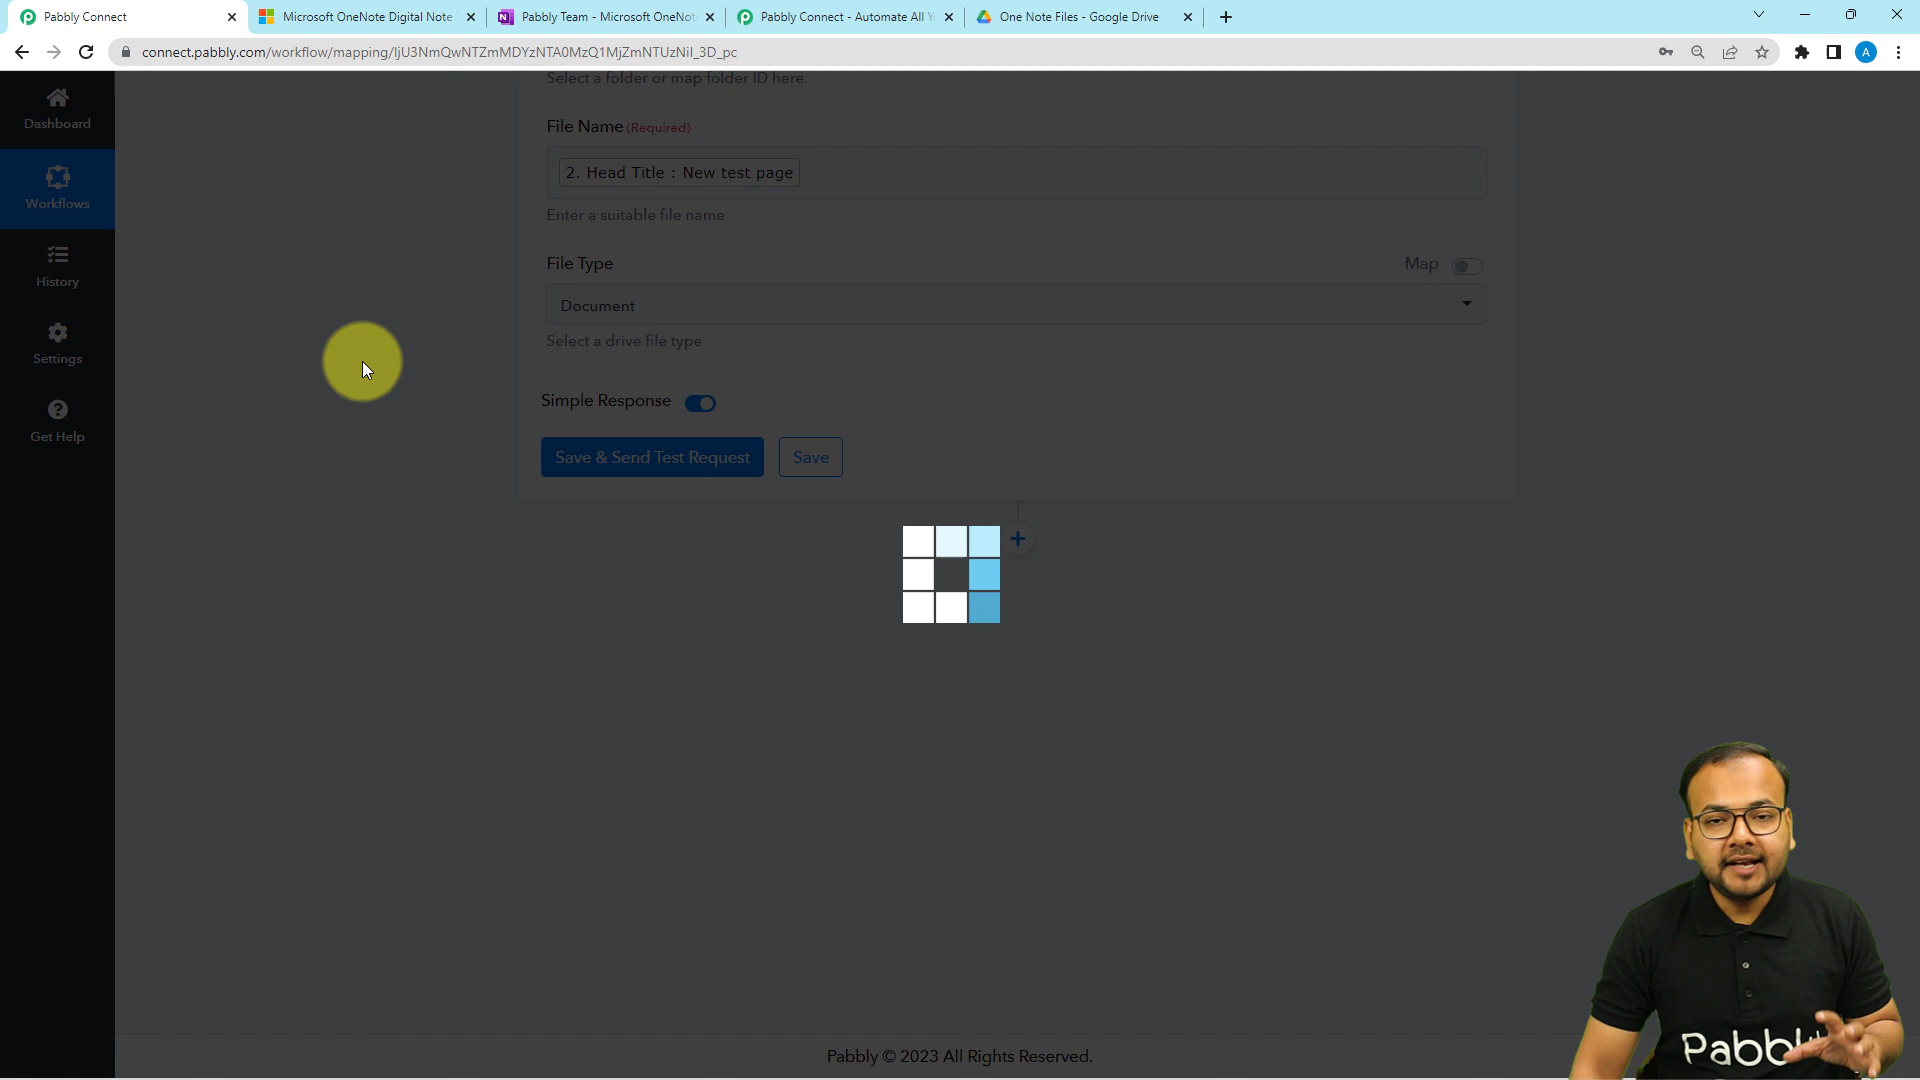 Pabbly Connect
Microsoft OneNote Digital Note
Pabbly Team - Microsoft OneNot
Pabbly Connect - Automate All Y
One Note Files - Google Drive
connect.pabbly.com/workflow/mapping/IjU3NmQwNTZmMDYzNTA0MzQ1MjZmNTUzNiI_3D_pc
A
Select a folder or map folder ID here.
Dashboard
File Name (Required)
2. Head Title : New test page
Workflows
Enter a suitable file name
File Type
Map
History
Document
Select a drive file type
Settings
Simple Response
Get Help
Save & Send Test Request
Save
Pabbly
Pabbly © 2023 All Rights Reserved.